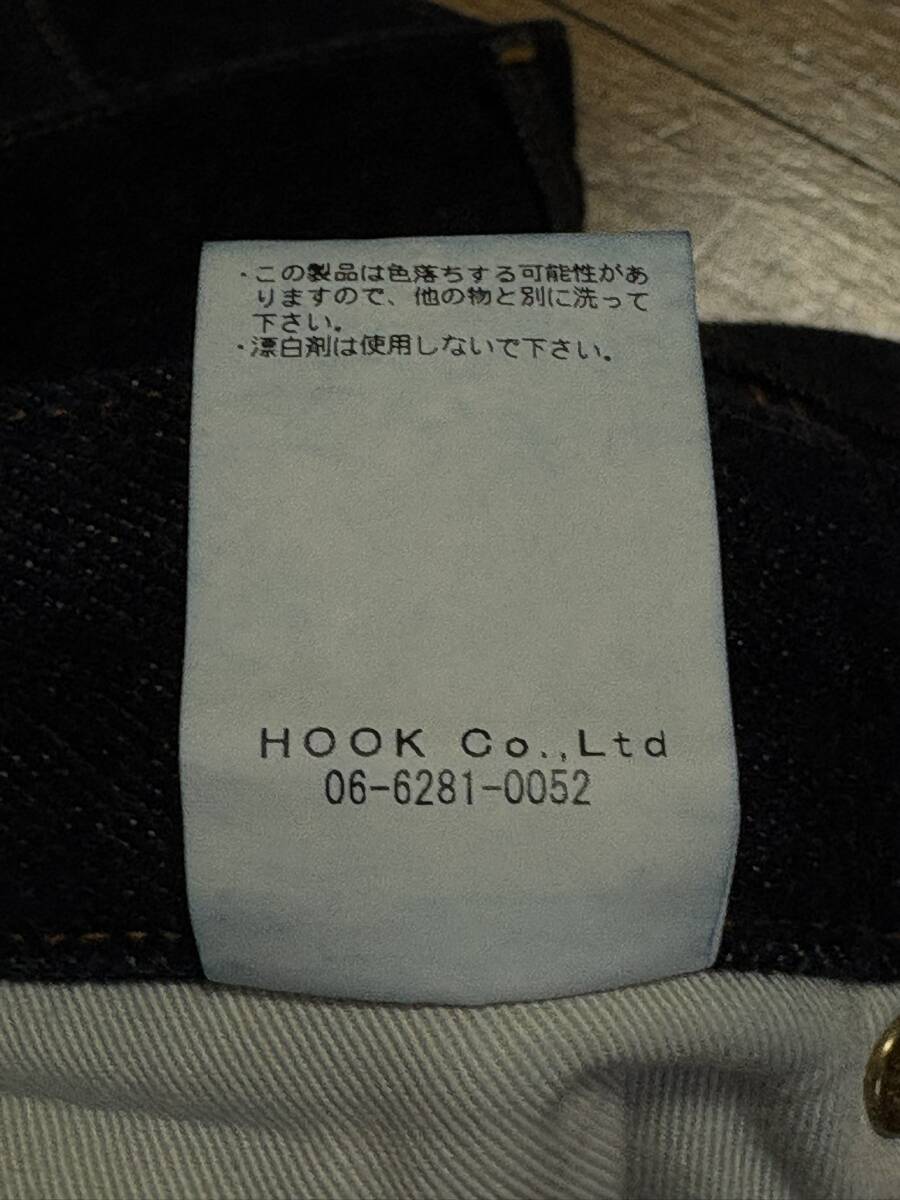 ・この製品は色落ちする可能性があ
りますので、他の物と別に洗って
下さい。
・漂白剤は使用しないで下さい。
HOOK Co.,Ltd
06-6281-0052